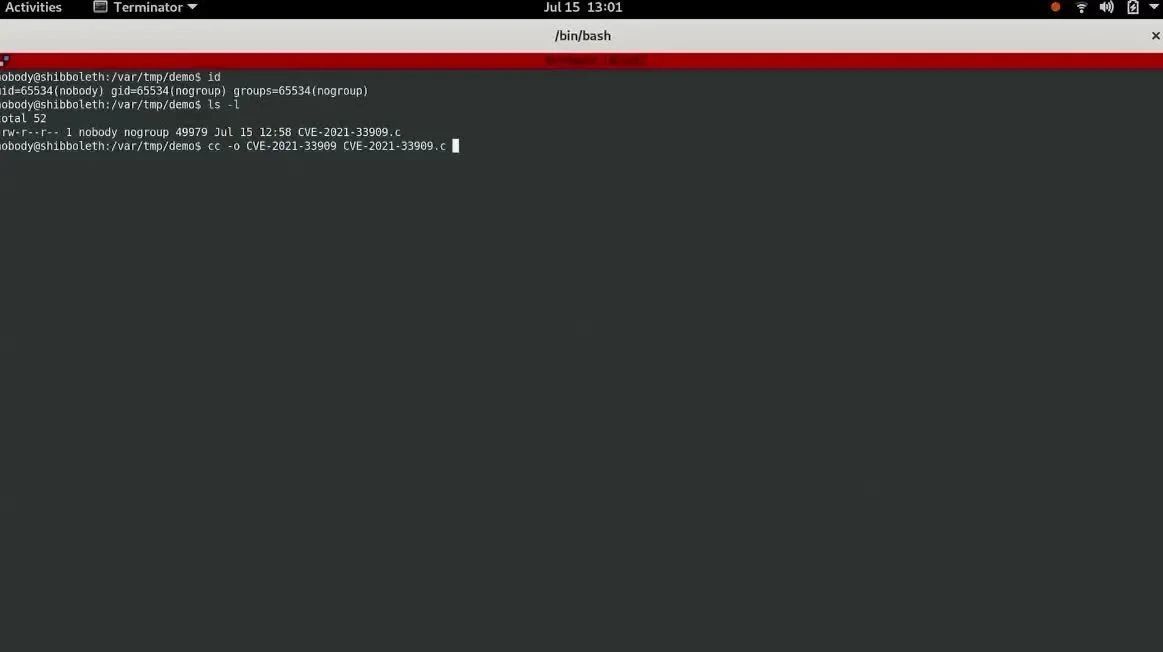 Activities Terminator Jul 15 13:01
/bin/bash
nobody@shibboleth:/var/tmp/demo$ id
uid=65534(nobody) gid=65534(nogroup) groups=65534(nogroup)
nobody@shibboleth:/var/tmp/demo$ ls -l
total 52
-rw-r--r-- 1 nobody nogroup 49979 Jul 15 12:58 CVE-2021-33909.c
nobody@shibboleth:/var/tmp/demo$ cc -o CVE-2021-33909 CVE-2021-33909.c